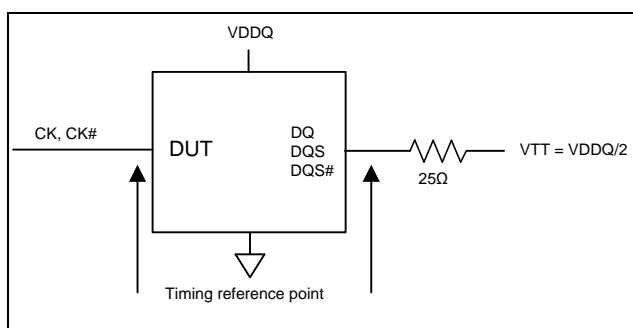 VDDQ
CK, CK#
DUT
DQ
DQS
DQS#
VTT = VDDQ/2
25Ω
Timing reference point